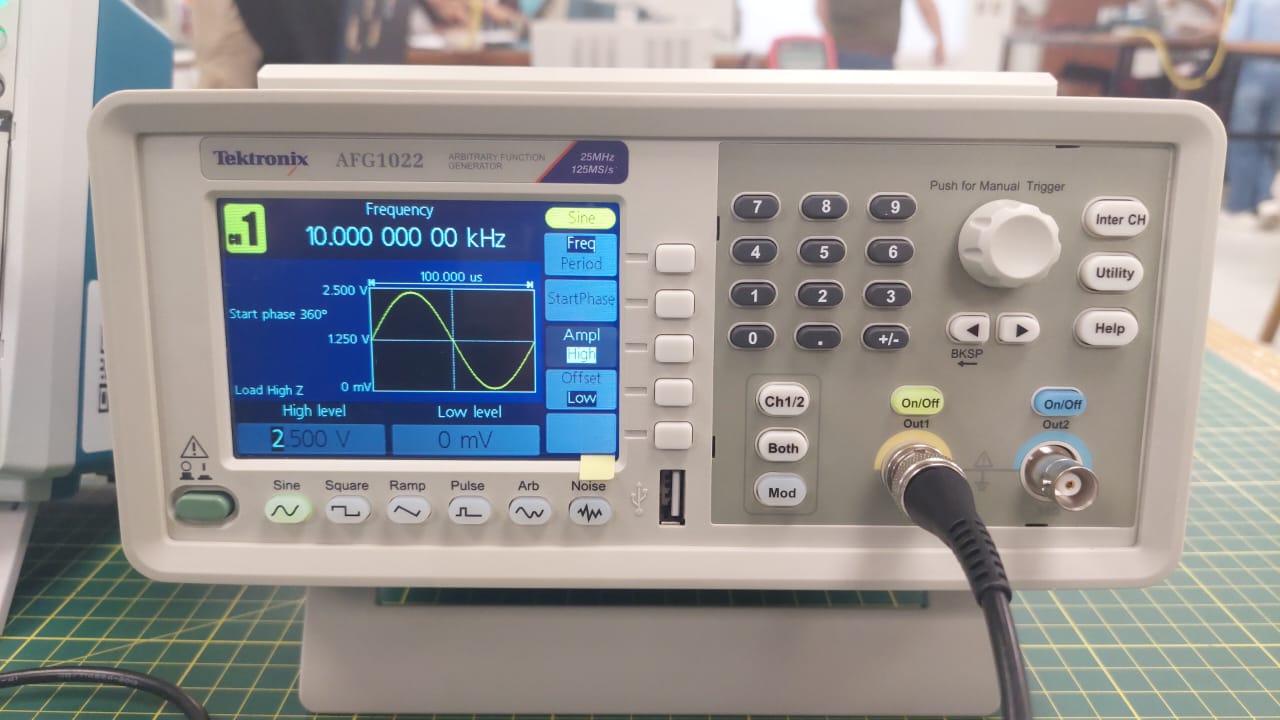 Tektronix AFG1022 ARBITRARY FUNCTION GENERATOR
25MHz
125MS/s
CH 1
Frequency
10.000 000 00 kHz
Sine
Freq
Period
StartPhase
Ampl
High
Offset
Low
100.000 us
2.500 V
Start phase 360°
1.250 V
0 mV
Load High Z
High level
Low level
2.500 V
0 mV
Sine
Square
Ramp
Pulse
Arb
Noise
7 8 9
4 5 6
1 2 3
0 . +/-
Push for Manual Trigger
BKSP
Inter CH
Utility
Help
Ch1/2
Both
Mod
On/Off
Out1
On/Off
Out2